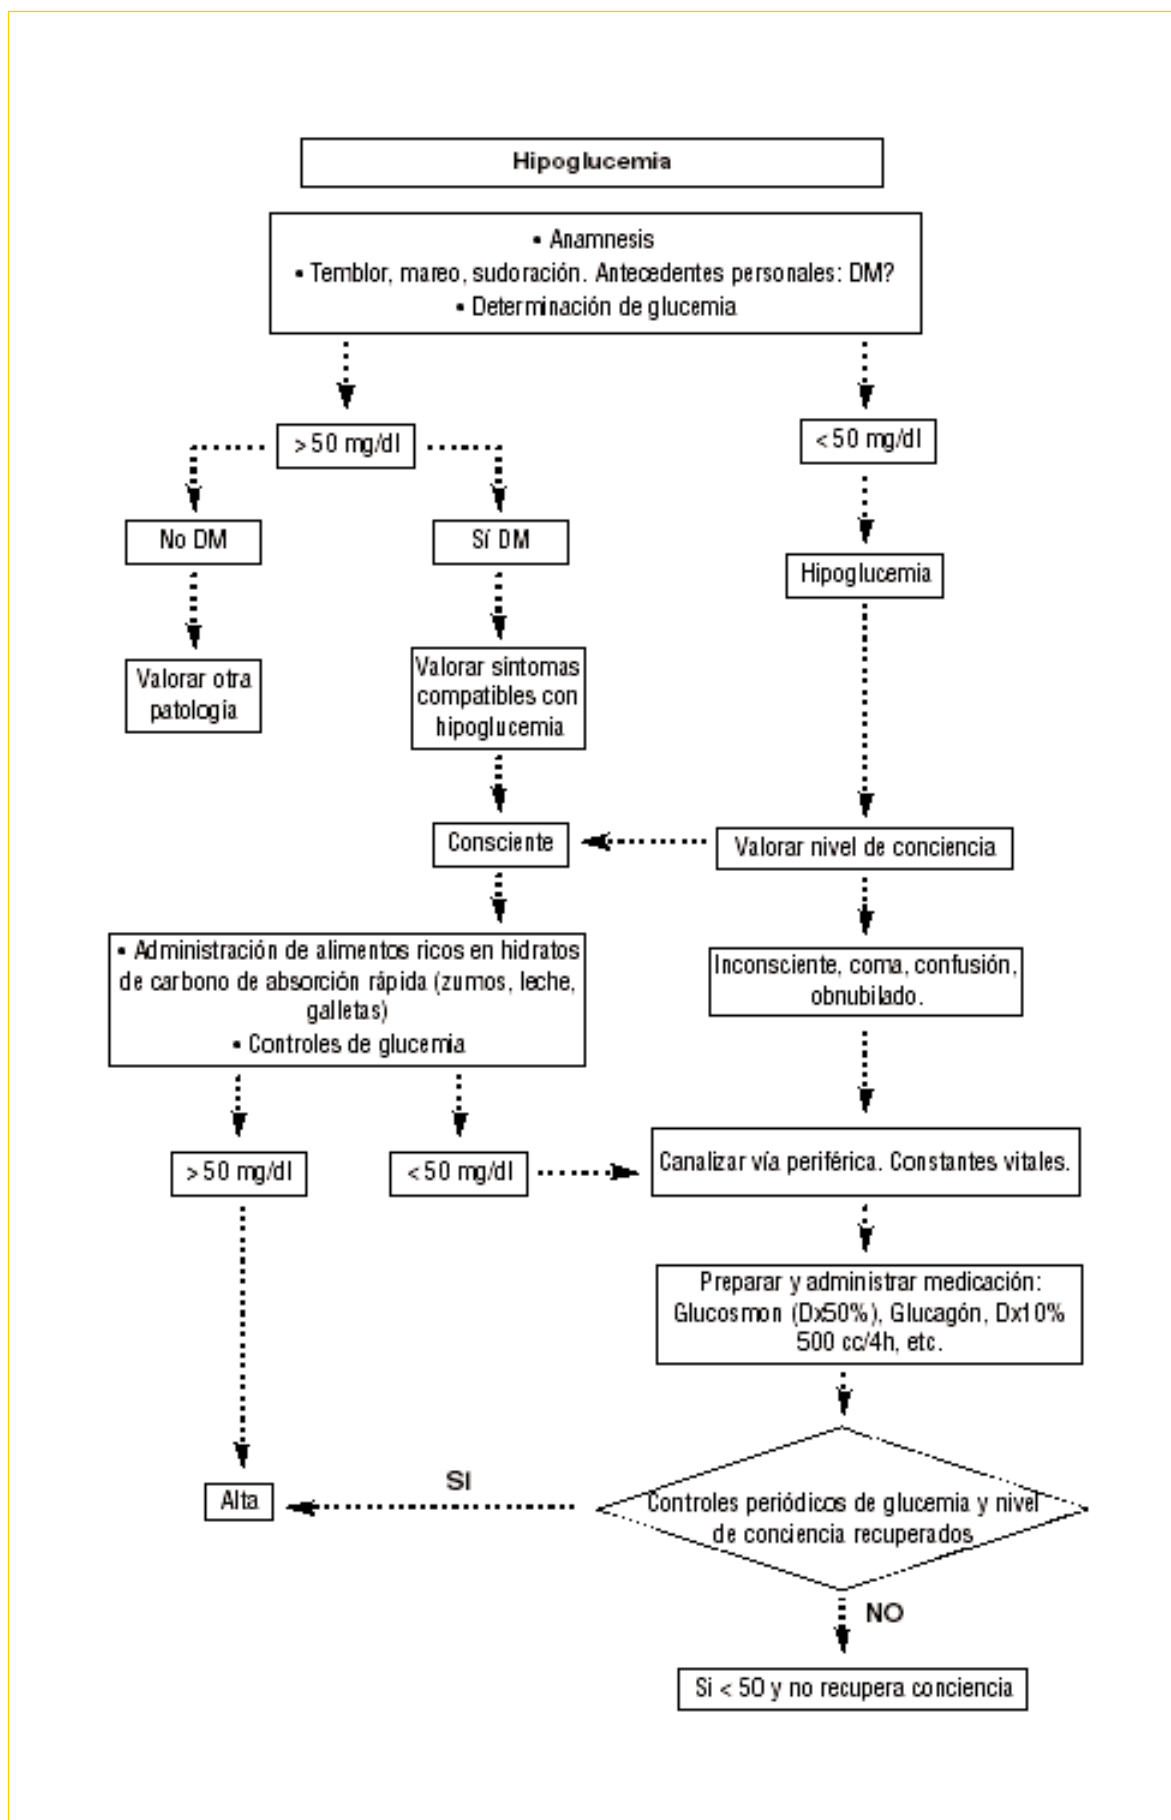 Hipoglucemia
• Anamnesis
• Temblor, mareo, sudoración. Antecedentes personales: DM?
• Determinación de glucemia
> 50 mg/dl
< 50 mg/dl
No DM
Sí DM
Hipoglucemia
Valorar otra
patología
Valorar síntomas
compatibles con
hipoglucemia
Consciente
Valorar nivel de conciencia
• Administración de alimentos ricos en hidratos
de carbono de absorción rápida (zumos, leche,
galletas)
• Controles de glucemia
Inconsciente, coma, confusión,
obnubilado.
> 50 mg/dl
< 50 mg/dl
Canalizar vía periférica. Constantes vitales.
Preparar y administrar medicación:
Glucosmon (Dx50%), Glucagón, Dx10%
500 cc/4h, etc.
Alta
SI
Controles periódicos de glucemia y nivel
de conciencia recuperados
NO
Si < 50 y no recupera conciencia